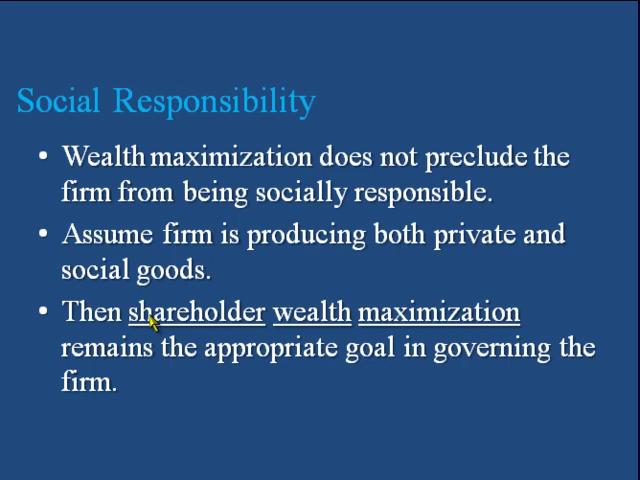 Social Responsibility
• Wealth maximization does not preclude the
firm from being socially responsible.
• Assume firm is producing both private and
social goods.
• Then shareholder wealth maximization
remains the appropriate goal in governing the
firm.